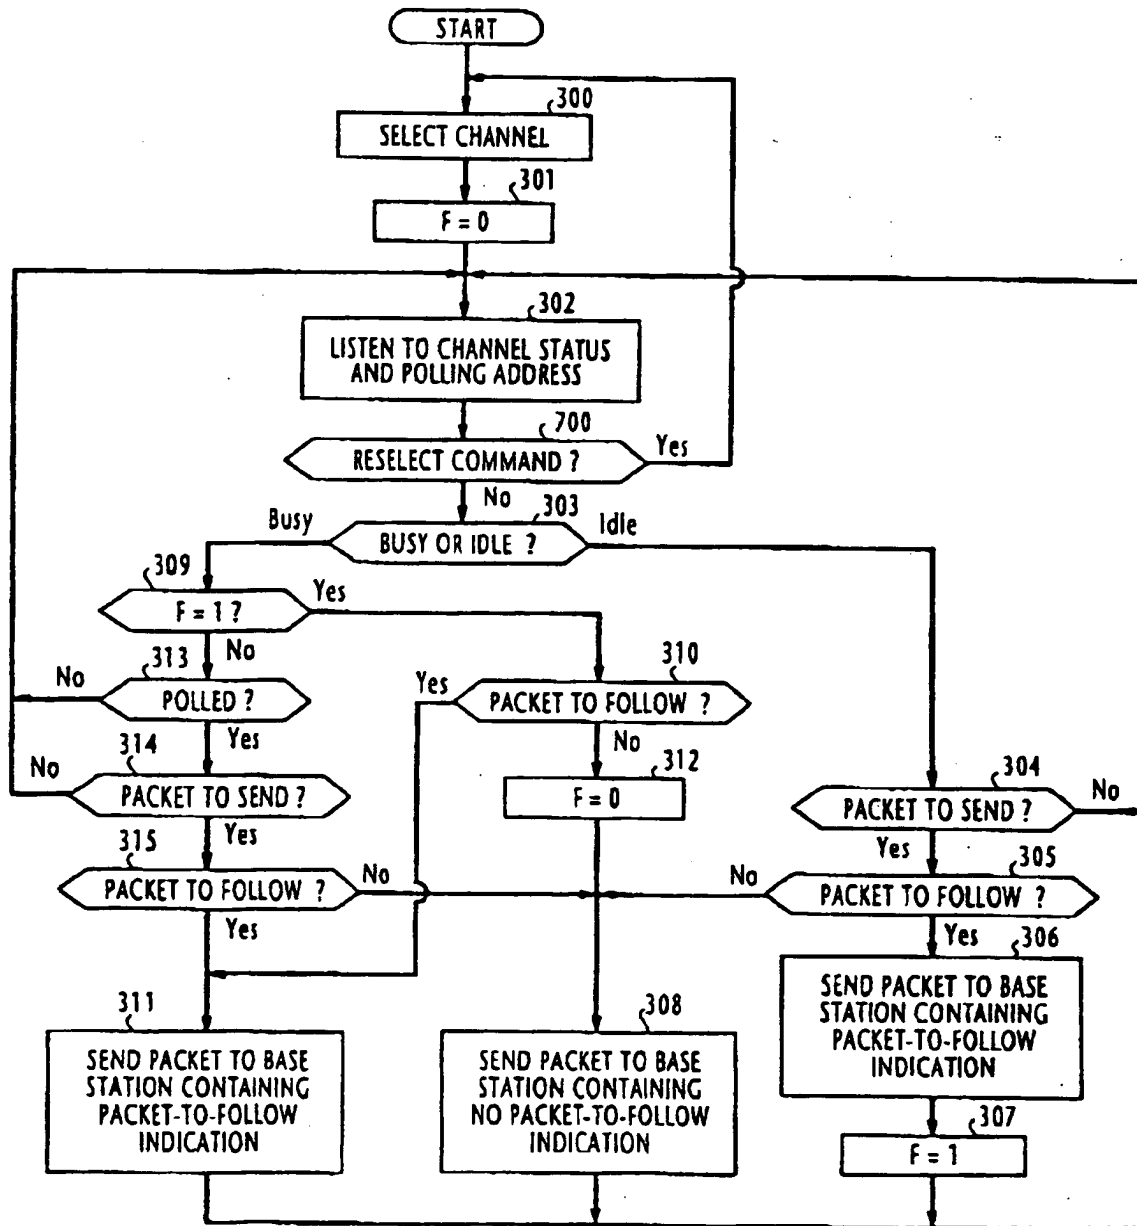 START
300
SELECT CHANNEL
301
F = 0
302
LISTEN TO CHANNEL STATUS
AND POLLING ADDRESS
700
RESELECT COMMAND ?
Yes
No
303
Busy
BUSY OR IDLE ?
Idle
309
F = 1 ?
Yes
No
313
No
POLLED ?
Yes
310
Yes
PACKET TO FOLLOW ?
No
312
F = 0
314
No
PACKET TO SEND ?
Yes
304
PACKET TO SEND ?
No
Yes
315
PACKET TO FOLLOW ?
No
Yes
305
No
PACKET TO FOLLOW ?
Yes
306
SEND PACKET TO BASE
STATION CONTAINING
PACKET-TO-FOLLOW
INDICATION
311
SEND PACKET TO BASE
STATION CONTAINING
PACKET-TO-FOLLOW
INDICATION
308
SEND PACKET TO BASE
STATION CONTAINING
NO PACKET-TO-FOLLOW
INDICATION
307
F = 1